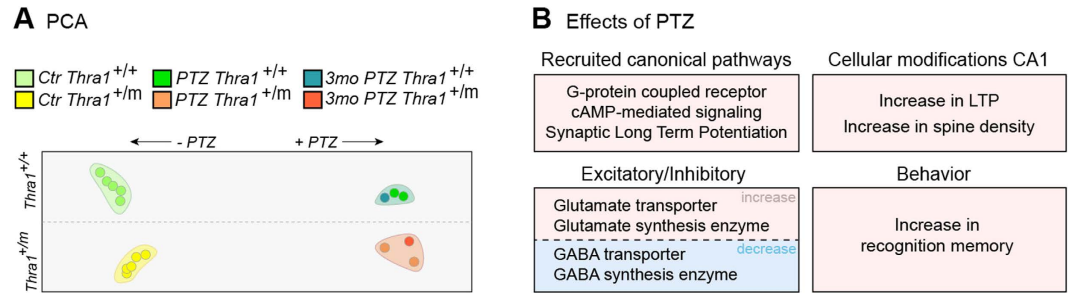 A PCA
Ctr Thra1+/+ PTZ Thra1+/+ 3mo PTZ Thra1+/+
Ctr Thra1+/m PTZ Thra1+/m 3mo PTZ Thra1+/m
- PTZ + PTZ
Thra1+/+
Thra1+/m
B Effects of PTZ
Recruited canonical pathways
G-protein coupled receptor
cAMP-mediated signaling
Synaptic Long Term Potentiation
Cellular modifications CA1
Increase in LTP
Increase in spine density
Excitatory/Inhibitory
increase
Glutamate transporter
Glutamate synthesis enzyme
decrease
GABA transporter
GABA synthesis enzyme
Behavior
Increase in
recognition memory